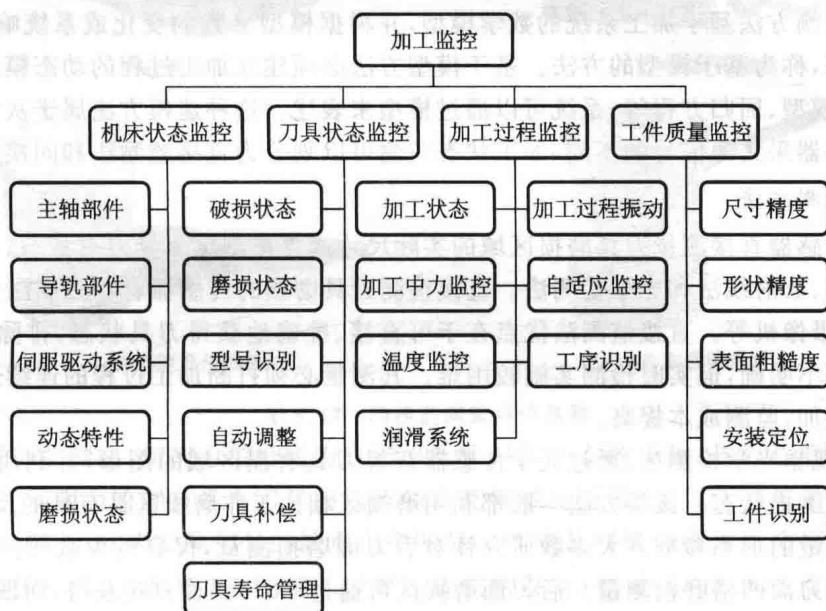 加工监控
机床状态监控
刀具状态监控
加工过程监控
工件质量监控
主轴部件
破损状态
加工状态
加工过程振动
尺寸精度
导轨部件
磨损状态
加工中力监控
自适应监控
形状精度
伺服驱动系统
型号识别
温度监控
工序识别
表面粗糙度
动态特性
自动调整
润滑系统
安装定位
磨损状态
刀具补偿
工件识别
刀具寿命管理